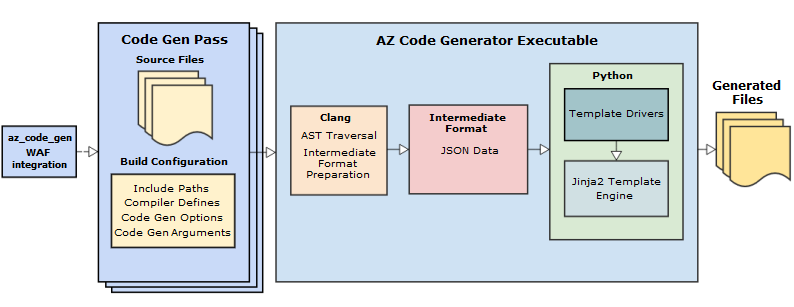 az_code_gen
WAF
integration
Code Gen Pass
Source Files
Build Configuration
Include Paths
Compiler Defines
Code Gen Options
Code Gen Arguments
AZ Code Generator Executable
Clang
AST Traversal
Intermediate
Format
Preparation
Intermediate
Format
JSON Data
Python
Template Drivers
Jinja2 Template
Engine
Generated
Files